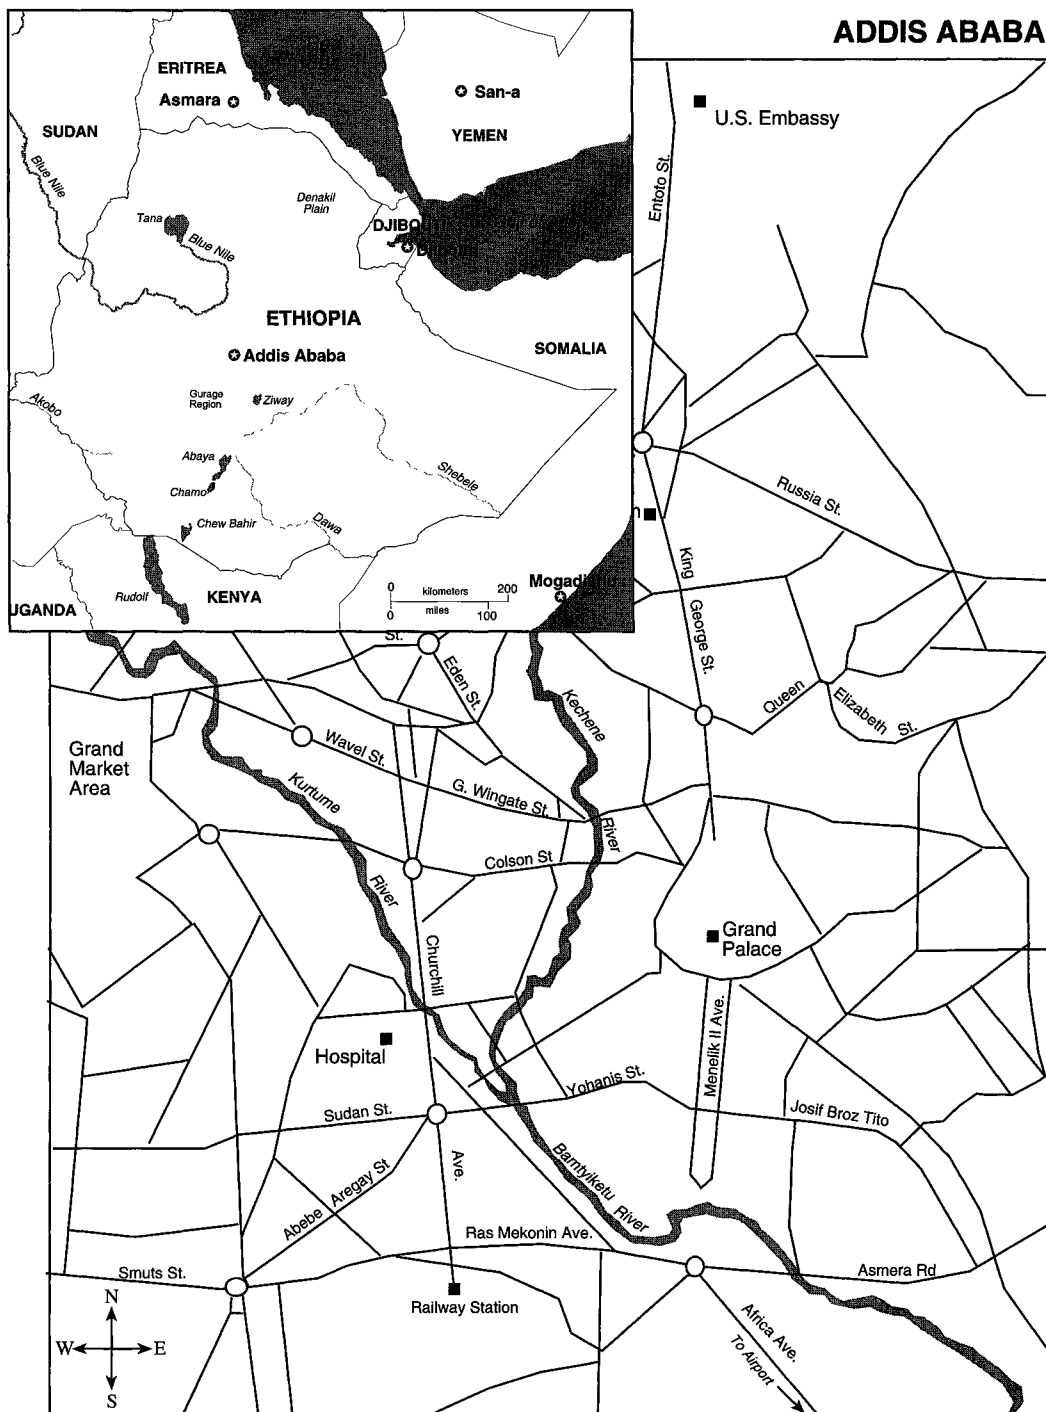 ADDIS ABABA
ERITREA
Asmara
San-a
YEMEN
SUDAN
Blue Nile
Denakil
Plain
Tana
Blue Nile
DJIBOUTI
ETHIOPIA
Addis Ababa
SOMALIA
Gurage
Region
Ziway
Akobo
Abaya
Chamo
Shebele
Chew Bahir
Dawa
Rudolf
KENYA
UGANDA
Mogadishu
0 kilometers 200
0 miles 100
U.S. Embassy
Entoto St.
Russia St.
King
George St.
Queen
Elizabeth
St.
St.
Eden St.
Kechene
River
Wavel St.
G. Wingate St.
Grand
Market
Area
Kurtume
River
Colson St
Churchill
Ave.
Grand
Palace
Menelik II Ave.
Hospital
Yohanis St.
Sudan St.
Josif Broz Tito
Abebe Aregay St
Bamtyiketu
River
Ras Mekonin Ave.
Smuts St.
Asmera Rd
Railway Station
Africa Ave.
To Airport
N
W E
S